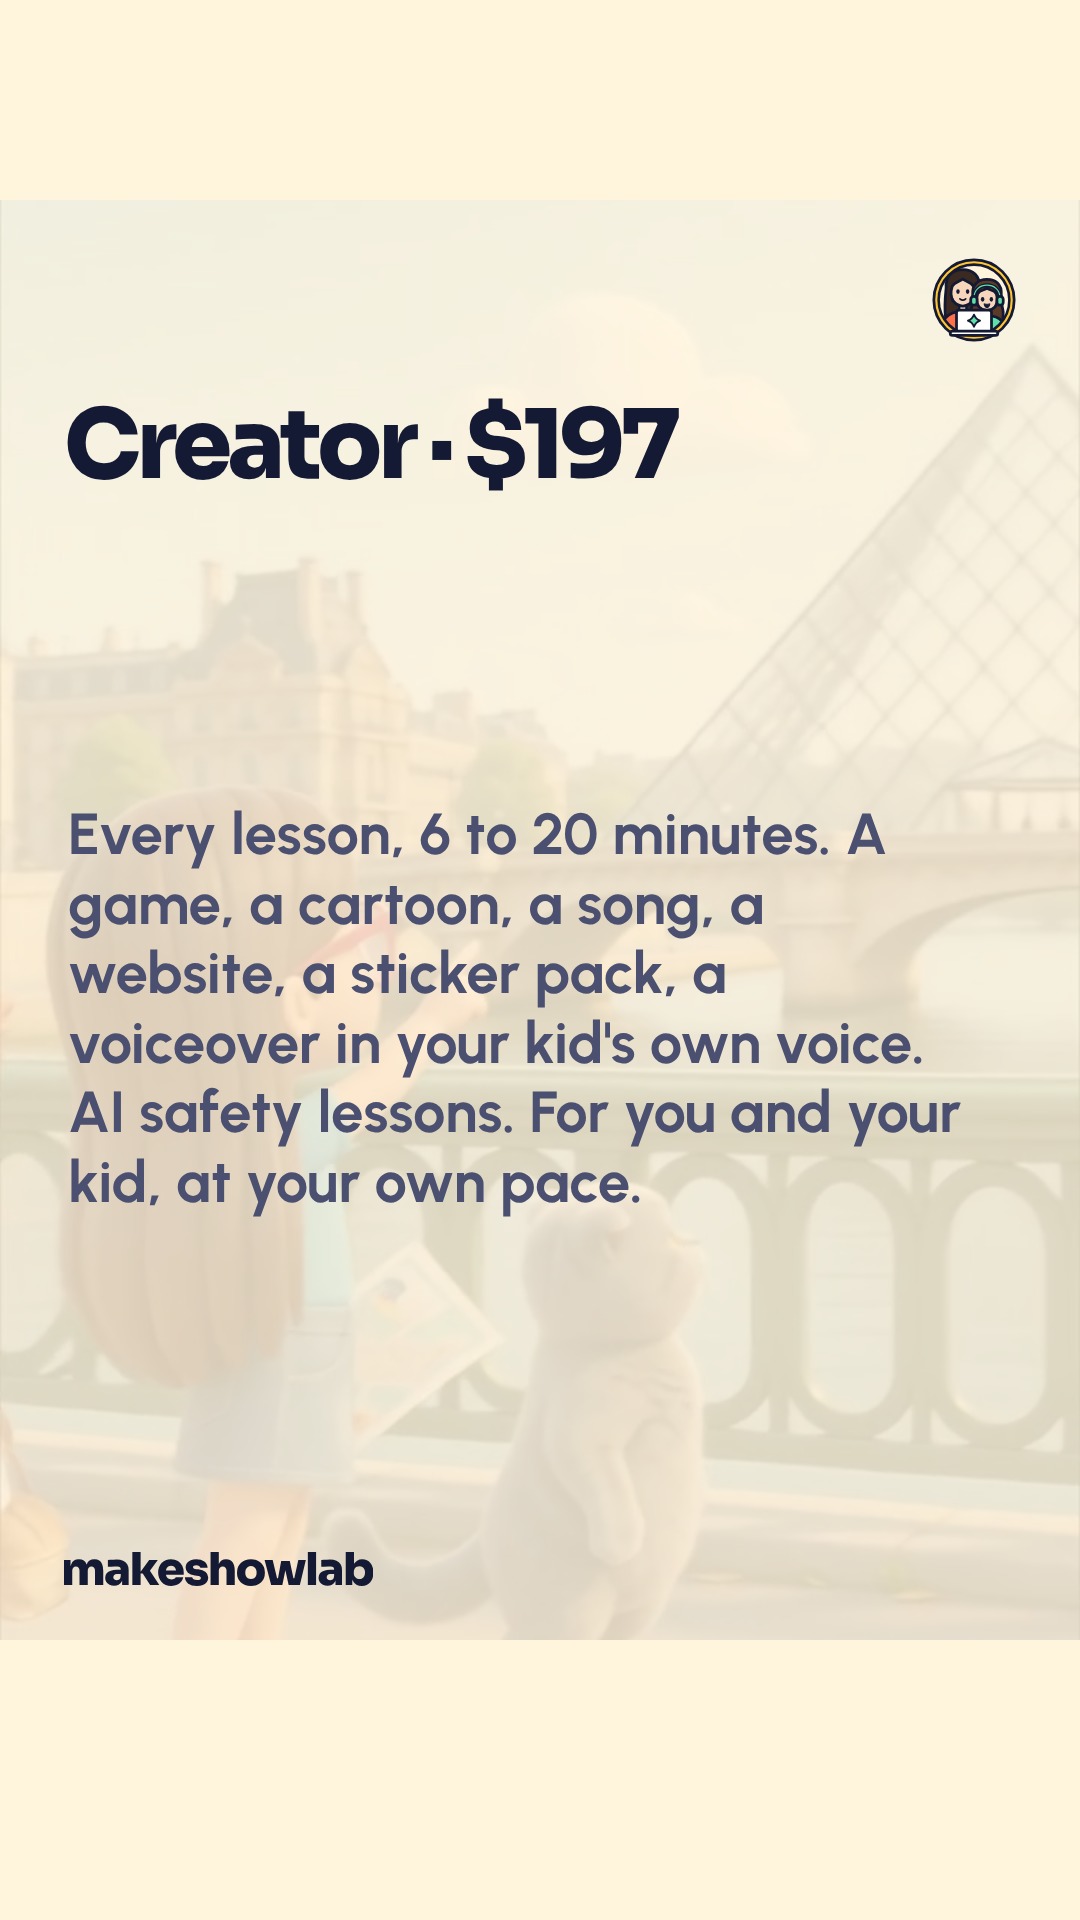 Creator · $197
Every lesson, 6 to 20 minutes. A
game, a cartoon, a song, a
website, a sticker pack, a
voiceover in your kid's own voice.
AI safety lessons. For you and your
kid, at your own pace.
makeshowlab